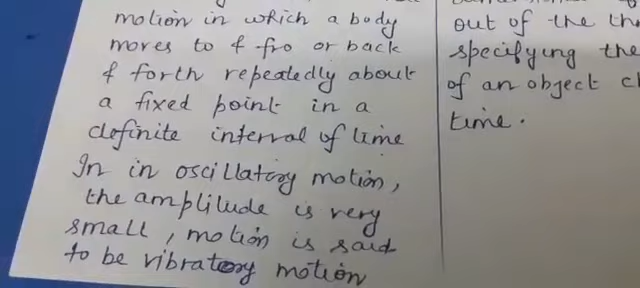 motion in which a body
moves to & fro or back
& forth repeatedly about
a fixed point in a
definite interval of time
In in oscillatory motion,
the amplitude is very
small, motion is said
to be vibratory motion
out of the
specifying the
of an object
time.